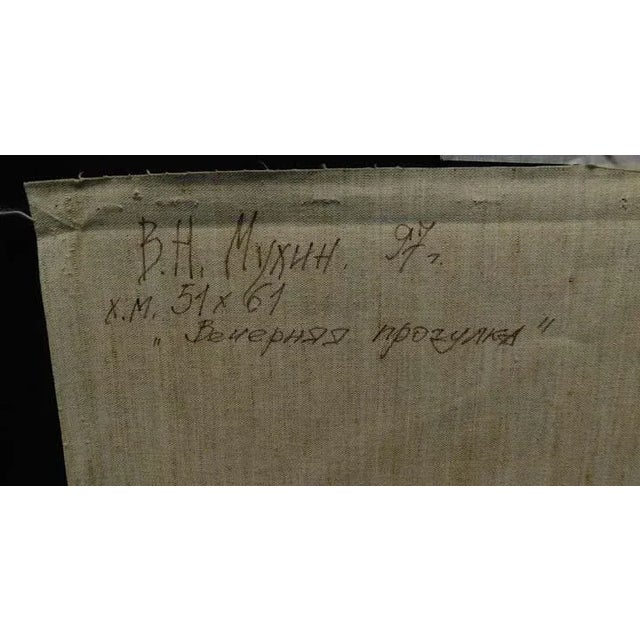 В.Н. Мухин. 97 г.
х.м. 51 х 61
„ Вечерняя прогулка "